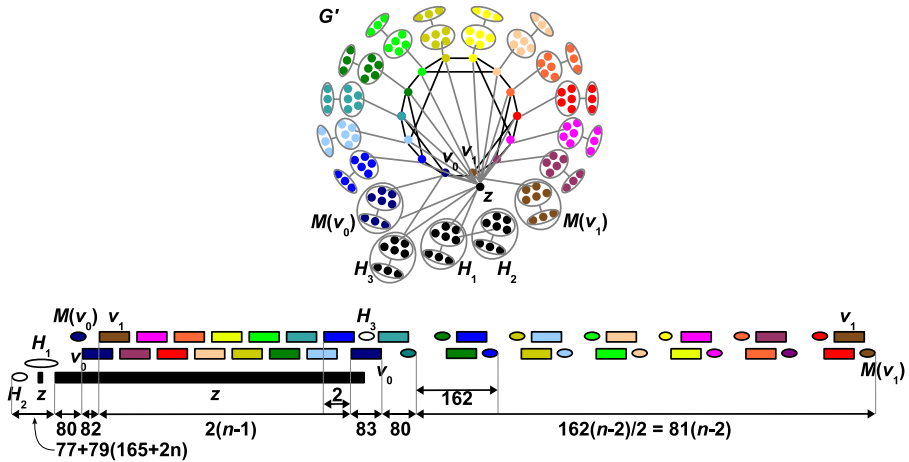 G′
v₀ v₁
z
M(v₀) M(v₁)
H₃ H₁ H₂
M(v₀) v₁ H₃ v₁
H₁ v₀ v₀ M(v₁)
H₂ z z 2 162
80 82 2(n-1) 83 80 162(n-2)/2 = 81(n-2)
77+79(165+2n)